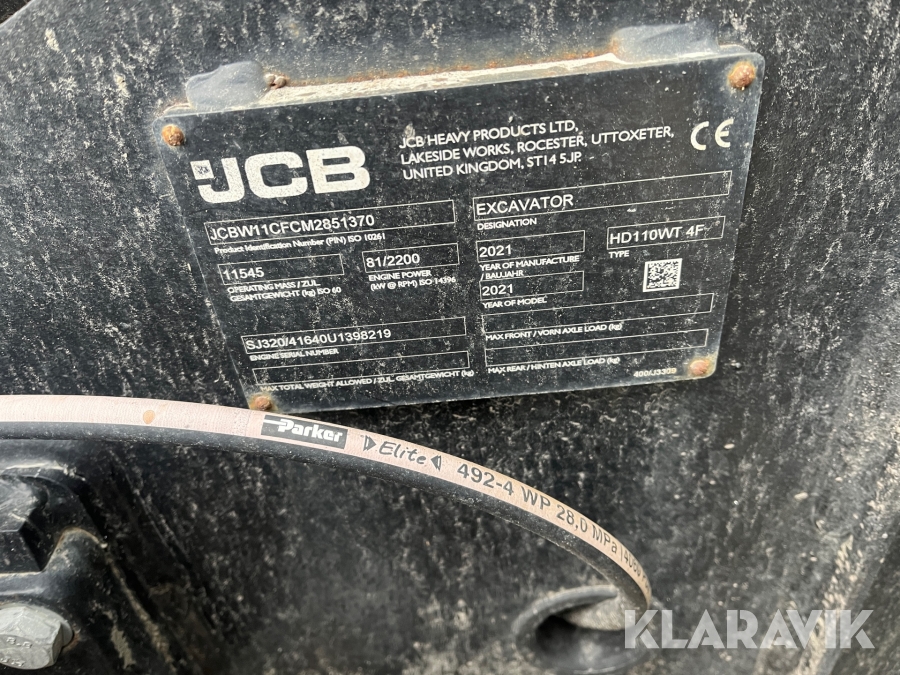 JCB
JCB HEAVY PRODUCTS LTD,
LAKESIDE WORKS, ROCESTER, UTTOXETER,
UNITED KINGDOM, ST14 5JP.
CE
JCBW11CFCM2851370
Product Identification Number (PIN) ISO 10261
EXCAVATOR
DESIGNATION
11545
OPERATING MASS / ZUL.
GESAMTGEWICHT (kg) ISO 60
81/2200
ENGINE POWER
(kW @ RPM) ISO 14396
2021
YEAR OF MANUFACTURE
/ BAUJAHR
HD110WT 4F
TYPE
2021
YEAR OF MODEL
SJ320/41640U1398219
ENGINE SERIAL NUMBER
MAX FRONT / VORN AXLE LOAD (kg)
MAX TOTAL WEIGHT ALLOWED / ZUL. GESAMTGEWICHT (kg)
MAX REAR / HINTEN AXLE LOAD (kg)
Parker
Elite
492-4 WP 28,0 MPa
8.8
KLARAVIK